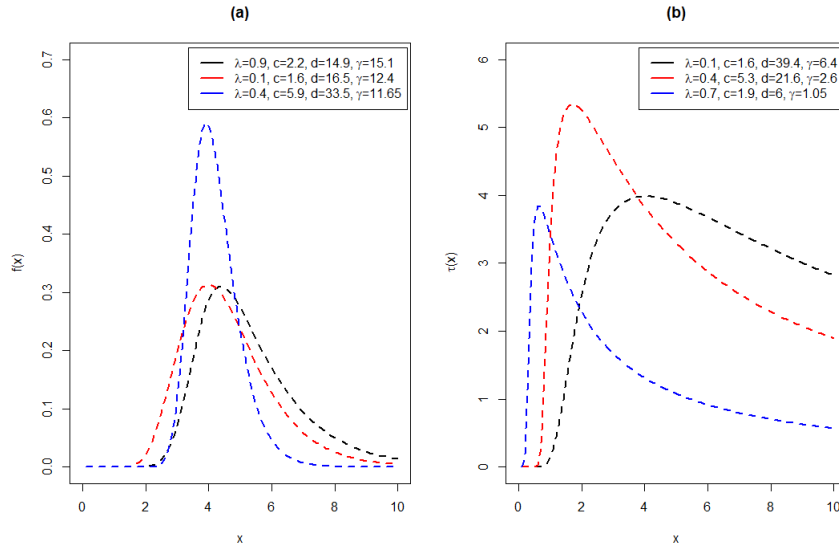 (a)
λ=0.9, c=2.2, d=14.9, γ=15.1
λ=0.1, c=1.6, d=16.5, γ=12.4
λ=0.4, c=5.9, d=33.5, γ=11.65
0.7
0.6
0.5
0.4
0.3
0.2
0.1
0.0
f(x)
0 2 4 6 8 10
x
(b)
λ=0.1, c=1.6, d=39.4, γ=6.4
λ=0.4, c=5.3, d=21.6, γ=2.6
λ=0.7, c=1.9, d=6, γ=1.05
6
5
4
3
2
1
0
τ(x)
0 2 4 6 8 10
x